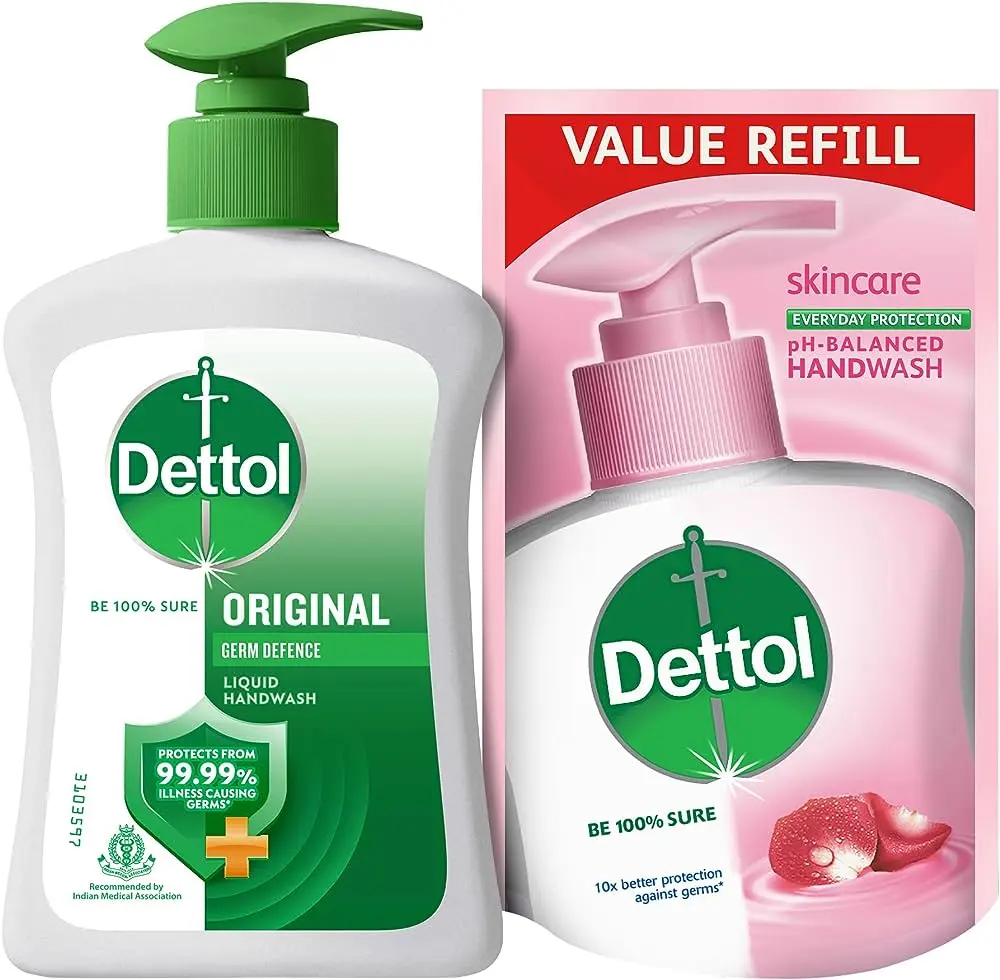 Dettol
BE 100% SURE
ORIGINAL
GERM DEFENCE
LIQUID
HANDWASH
PROTECTS FROM
99.99%
ILLNESS CAUSING
GERMS*
3103597
Recommended by
Indian Medical Association
VALUE REFILL
skincare
EVERYDAY PROTECTION
pH-BALANCED
HANDWASH
Dettol
BE 100% SURE
10x better protection
against germs*